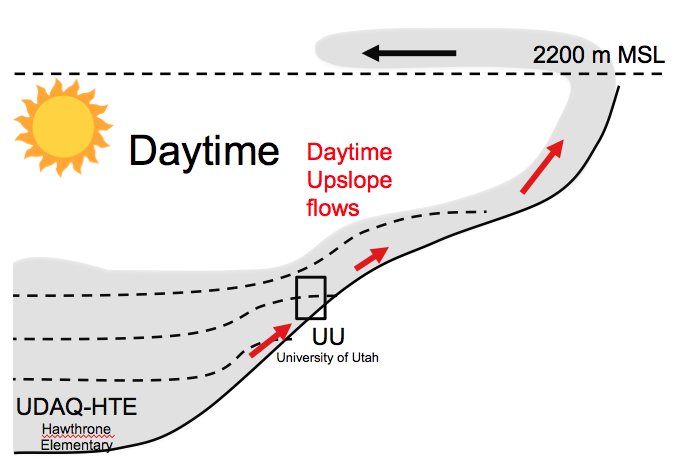 2200 m MSL
Daytime
Daytime
Upslope
flows
UU
University of Utah
UDAQ-HTE
Hawthrone
Elementary